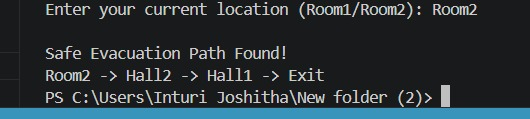 Enter your current location (Room1/Room2): Room2
Safe Evacuation Path Found!
Room2 -> Hall2 -> Hall1 -> Exit
PS C:\Users\Inturi Joshitha\New folder (2)>